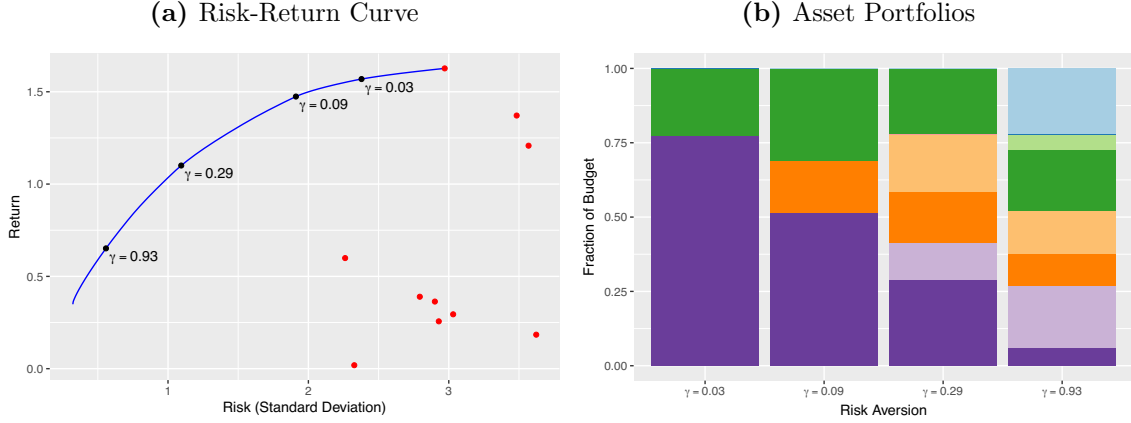 (a) Risk-Return Curve
1.5
1.0
0.5
0.0
Return
γ = 0.03
γ = 0.09
γ = 0.29
γ = 0.93
1
2
3
Risk (Standard Deviation)
(b) Asset Portfolios
1.00
0.75
0.50
0.25
0.00
Fraction of Budget
γ = 0.03
γ = 0.09
γ = 0.29
γ = 0.93
Risk Aversion